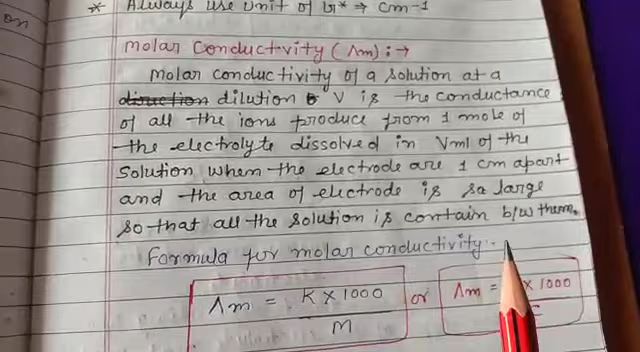 on
* Always use unit of v* ⇒ cm-1
molar conductivity (Λm) :→
molar conductivity of a solution at a
dilution V is the conductance
of all the ions produce from 1 mole of
the electrolyte dissolved in Vml of the
solution when the electrode are 1 cm apart
and the area of electrode is so large
so that all the solution is contain b/w them.
Formula for molar conductivity..
Λm = K × 1000 / M or Λm = × 1000 / C